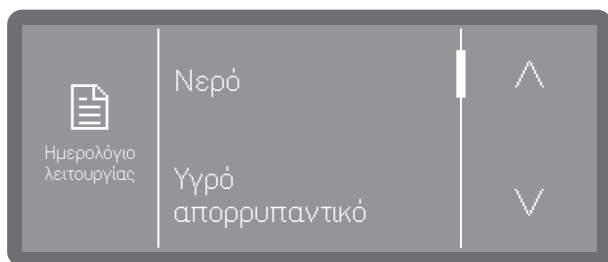 Ημερολόγιο
λειτουργίας
Νερό
Υγρό
απορρυπαντικό